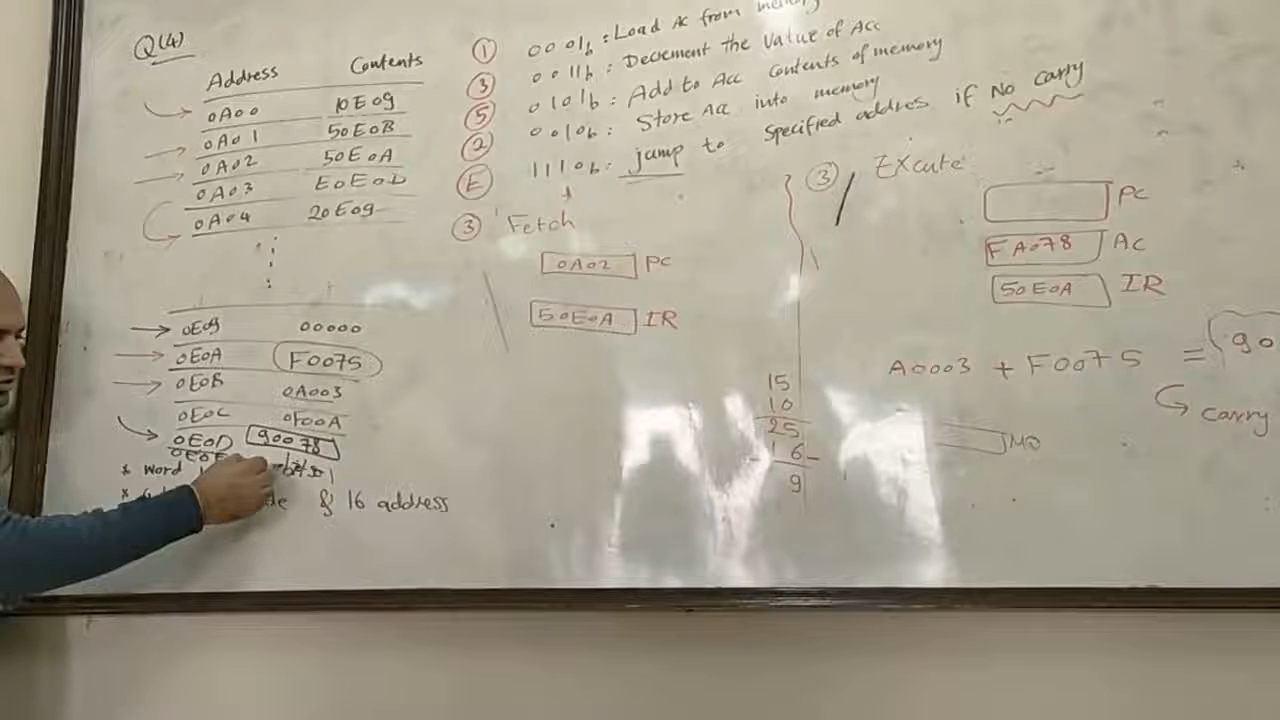 Q(4)
Address Contents
0A00 10E09
0A01 50E0B
0A02 50E0A
0A03 E0E0D
0A04 20E09
0E09 00000
0E0A F0075
0E0B 0A003
0E0C 0F00A
0E0D 90078
0E0E
* word
* & 16 address
① 0001b : Load AC from memory
③ 0011b : Decrement the value of Acc
⑤ 0101b : Add to Acc contents of memory
② 0010b : Store Acc into memory
Ⓔ 1110b : jump to specified address if No carry
③ Fetch
0A02 PC
50E0A IR
15
10
25
16 -
9
③ Excute
PC
FA078 AC
50E0A IR
A0003 + F0075 = 90
carry